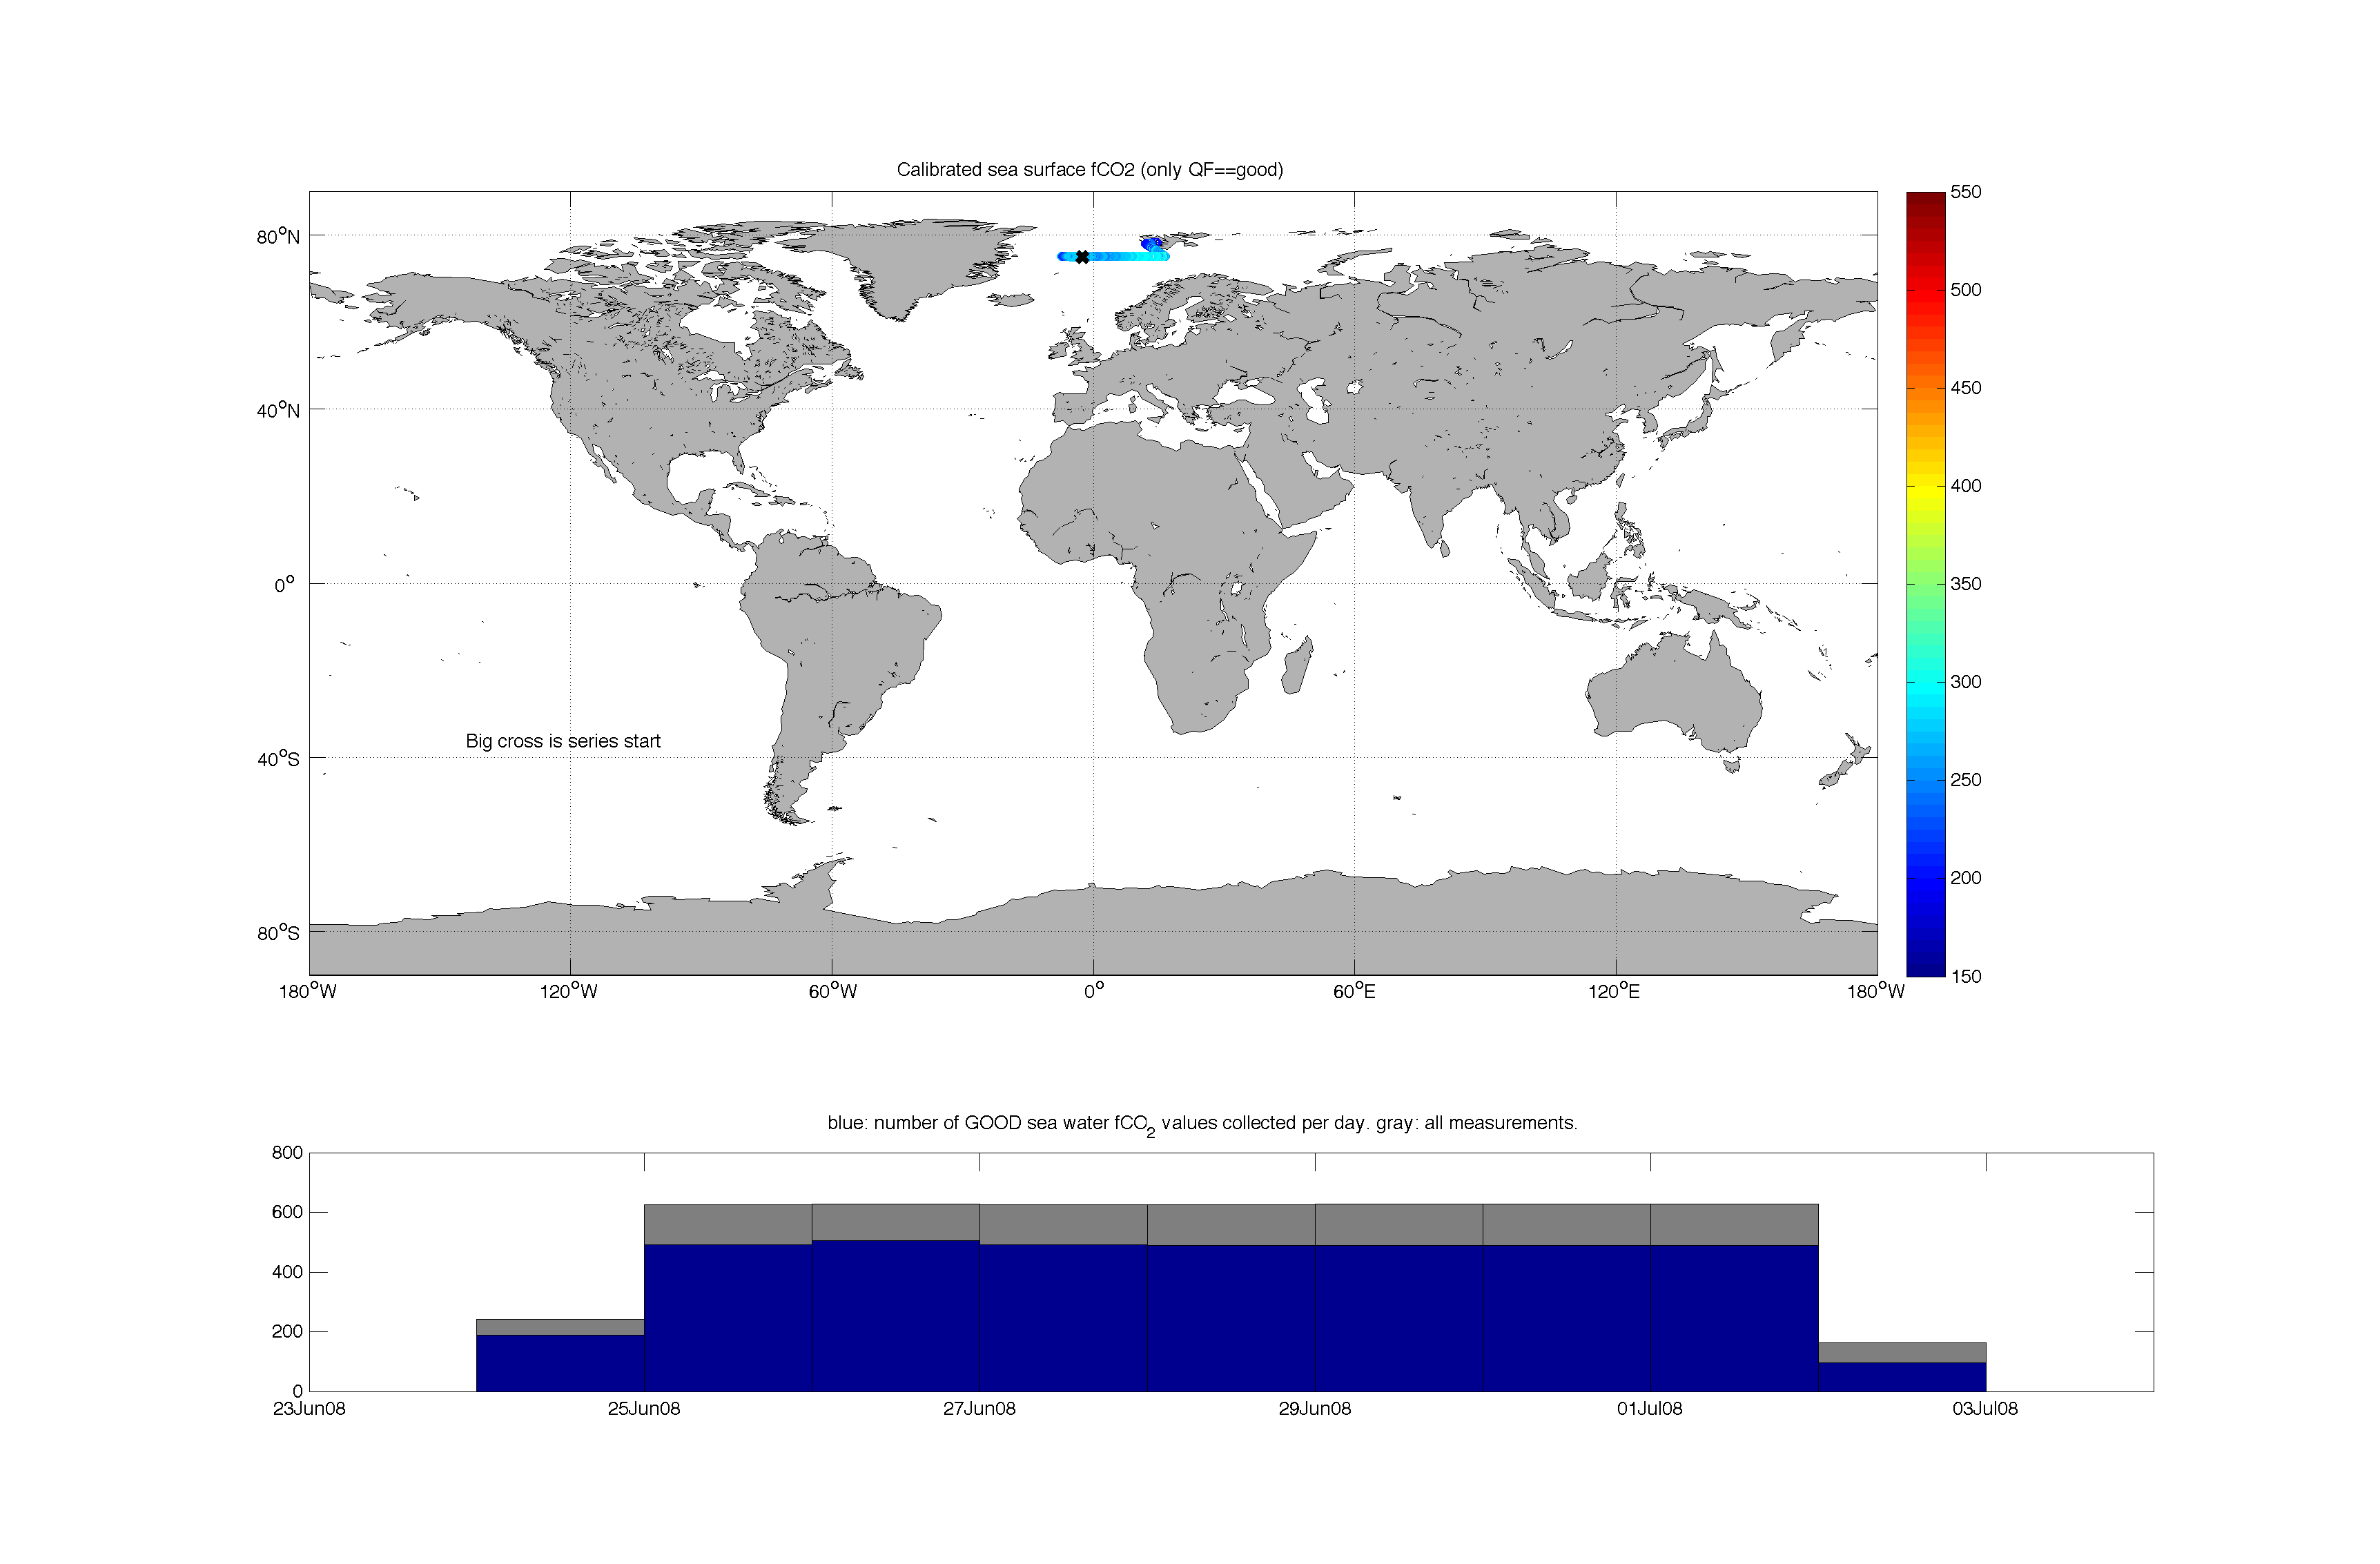 Calibrated sea surface fCO2 (only QF==good)
80°N
40°N
0°
40°S
80°S
180°W 120°W 60°W 0° 60°E 120°E 180°W
Big cross is series start
550
500
450
400
350
300
250
200
150
blue: number of GOOD sea water fCO₂ values collected per day. gray: all measurements.
800
600
400
200
0
23Jun08 25Jun08 27Jun08 29Jun08 01Jul08 03Jul08